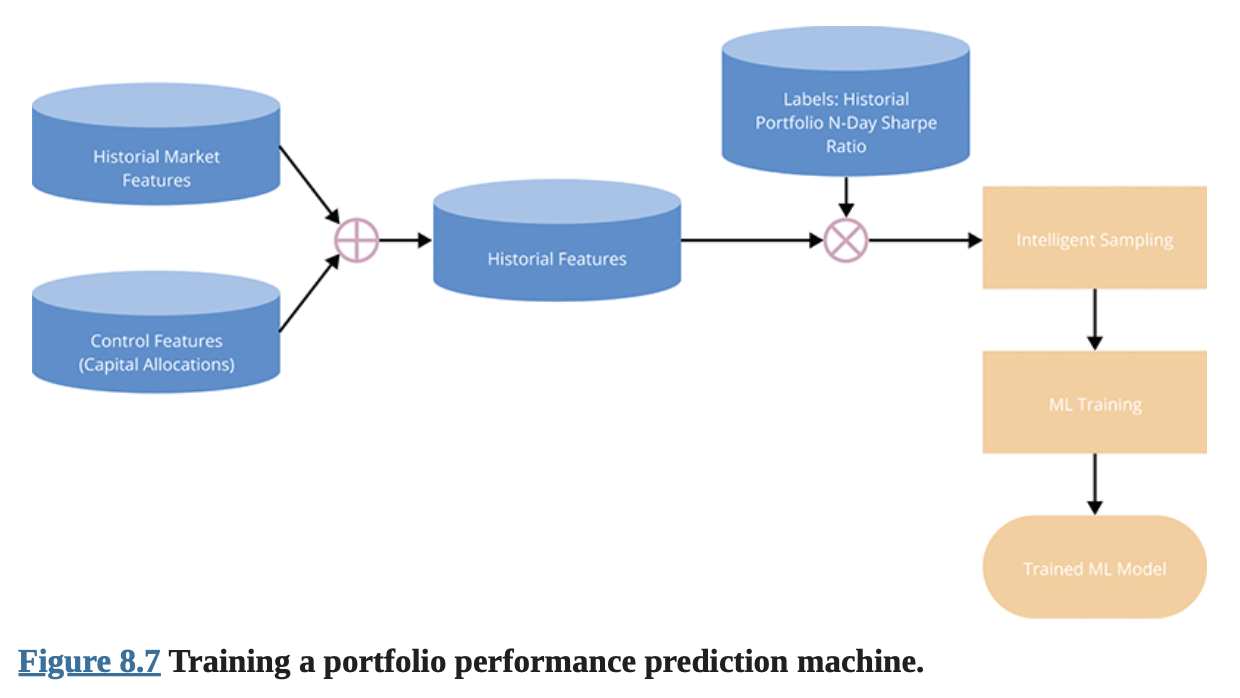 Historial Market
Features
Control Features
(Capital Allocations)
Historial Features
Labels: Historial
Portfolio N-Day Sharpe
Ratio
Intelligent Sampling
ML Training
Trained ML Model
Figure 8.7 Training a portfolio performance prediction machine.